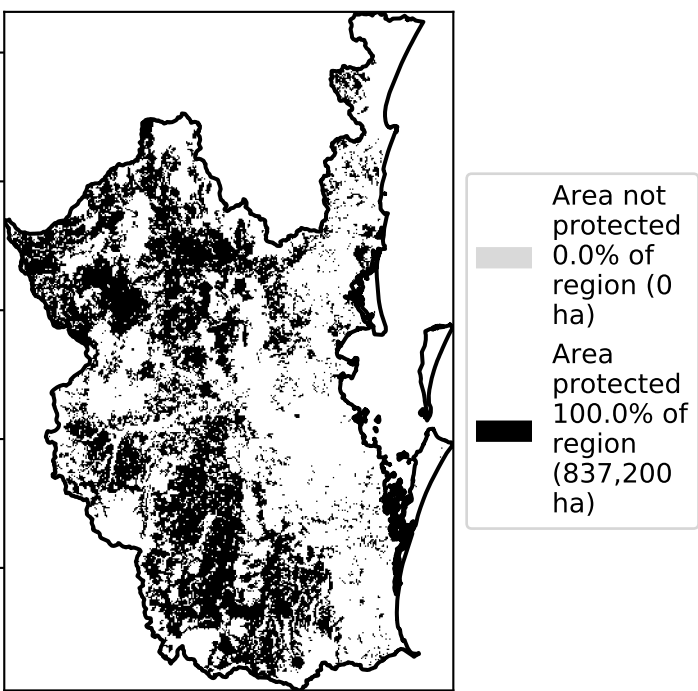 Area not
protected
0.0% of
region (0
ha)
Area
protected
100.0% of
region
(837,200
ha)